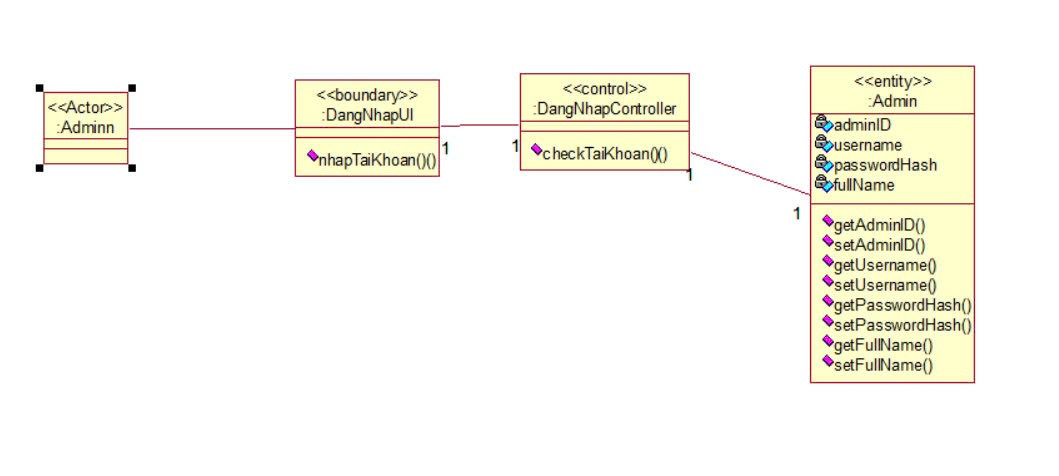 <<Actor>>
:Adminn
<<boundary>>
:DangNhapUI
nhapTaiKhoan()()
1
<<control>>
:DangNhapController
1
checkTaiKhoan()()
1
<<entity>>
:Admin
adminID
username
passwordHash
fullName
1
getAdminID()
setAdminID()
getUsername()
setUsername()
getPasswordHash()
setPasswordHash()
getFullName()
setFullName()